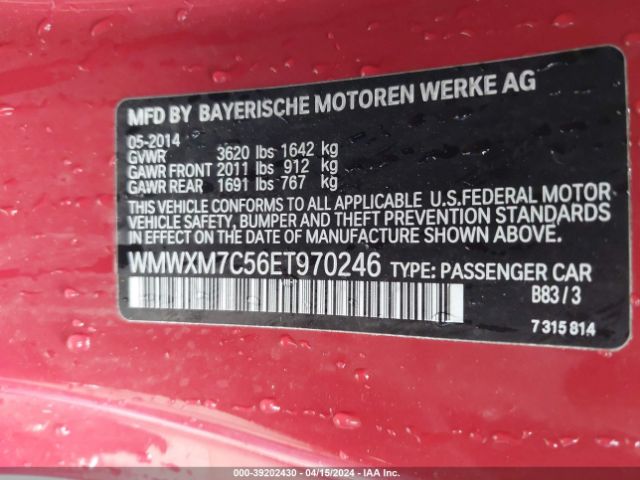 MFD BY BAYERISCHE MOTOREN WERKE AG
05-2014
GVWR 3620 lbs 1642 kg
GAWR FRONT 2011 lbs 912 kg
GAWR REAR 1691 lbs 767 kg
THIS VEHICLE CONFORMS TO ALL APPLICABLE U.S.FEDERAL MOTOR
VEHICLE SAFETY, BUMPER AND THEFT PREVENTION STANDARDS
IN EFFECT ON THE DATE OF MANUFACTURE SHOWN ABOVE.
WMWXM7C56ET970246 TYPE: PASSENGER CAR
B83 / 3
7 315 814
000-39202430 - 04/15/2024 - IAA Inc.